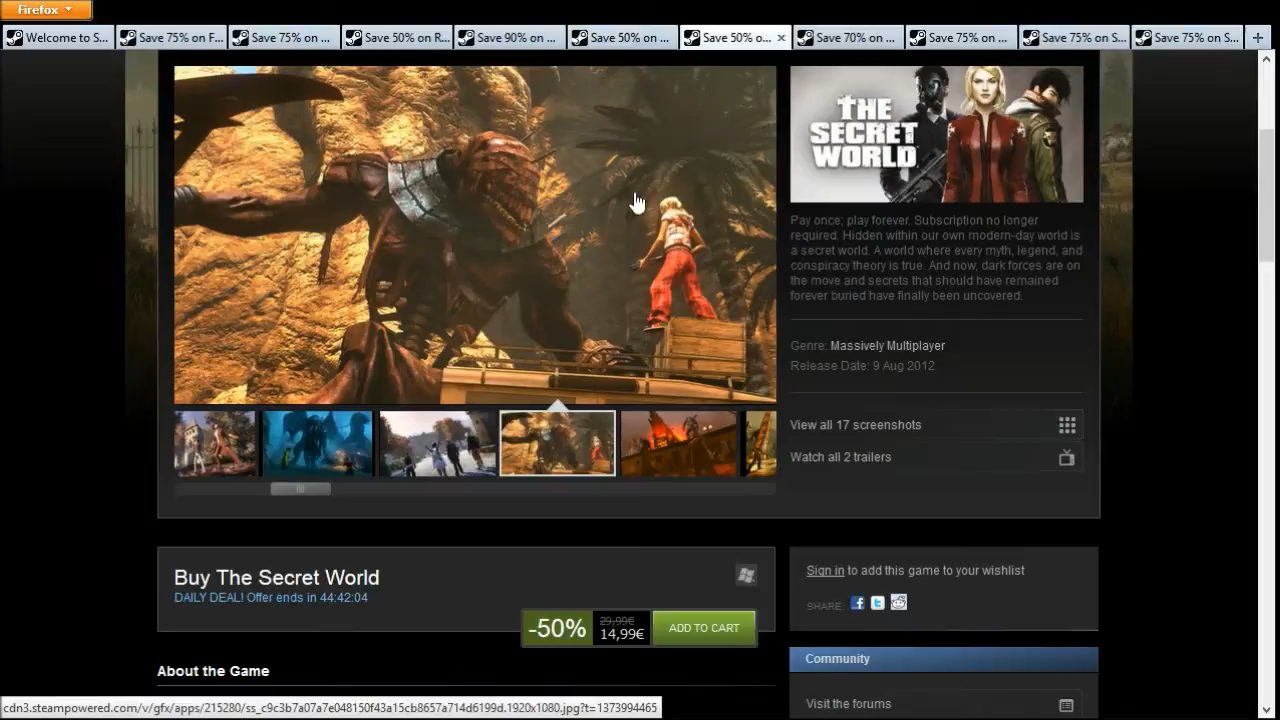 Firefox
Welcome to S...
Save 75% on F...
Save 75% on ...
Save 50% on R...
Save 90% on ...
Save 50% on ...
Save 50% o...
Save 70% on ...
Save 75% on ...
Save 75% on S...
Save 75% on S...
THE
SECRET
WORLD
Pay once; play forever. Subscription no longer
required. Hidden within our own modern-day world is
a secret world. A world where every myth, legend, and
conspiracy theory is true. And now, dark forces are on
the move and secrets that should have remained
forever buried have finally been uncovered.
Genre: Massively Multiplayer
Release Date: 9 Aug 2012
View all 17 screenshots
Watch all 2 trailers
Buy The Secret World
DAILY DEAL! Offer ends in 44:42:04
-50%
29,99€
14,99€
ADD TO CART
Sign in to add this game to your wishlist
SHARE:
About the Game
Community
Visit the forums
cdn3.steampowered.com/v/gfx/apps/215280/ss_c9c3b7a07a7e048150f43a15cb8657a714d6199d.1920x1080.jpg?t=1373994465